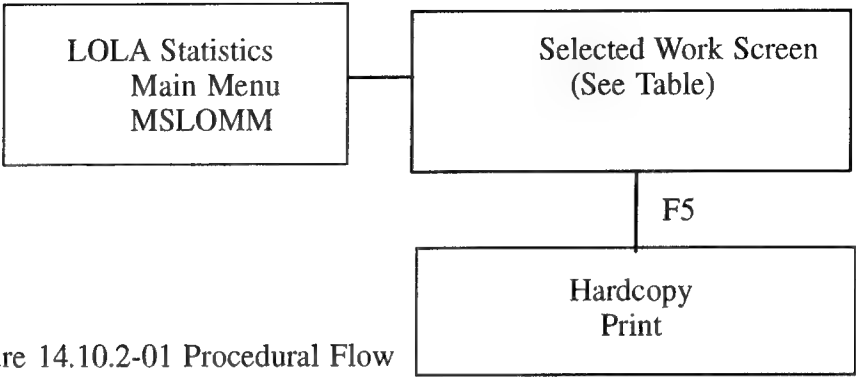 LOLA Statistics
Main Menu
MSLOMM
Selected Work Screen
(See Table)
F5
Hardcopy
Print
re 14.10.2-01 Procedural Flow